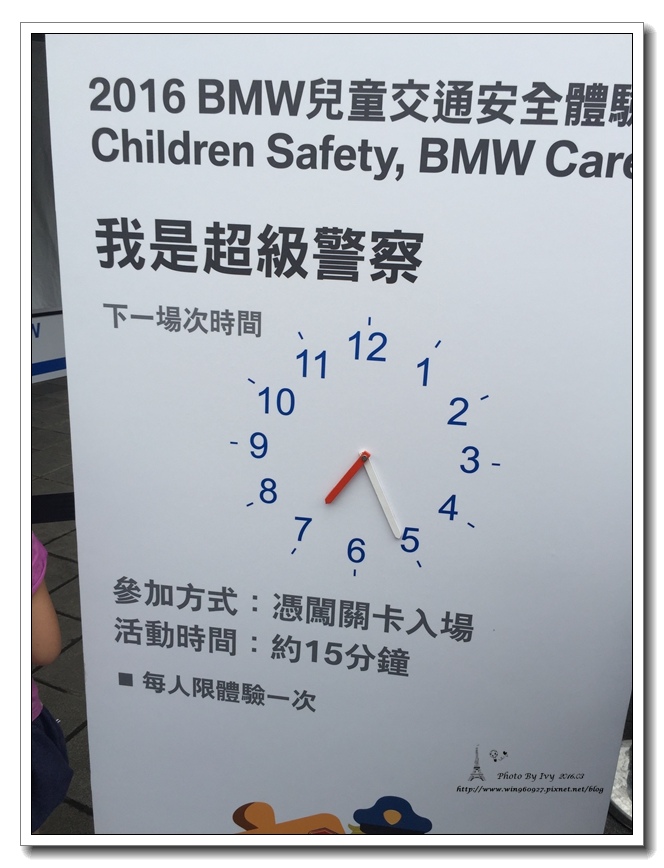 2016 BMW兒童交通安全體驗
Children Safety, BMW Care
我是超級警察
下一場次時間
12
11
1
10
2
9
3
8
4
7
5
6
參加方式：憑闖關卡入場
活動時間：約15分鐘
■ 每人限體驗一次
W
Photo By Ivy 2016.03
http://www.win960927.pixnet.net/blog